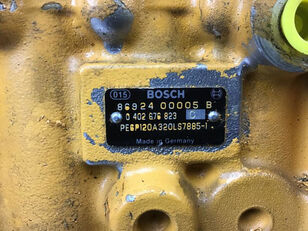 015 BOSCH
86924 00005 B
0 402 676 823
PE6P120A320LS7885-1
Made in Germany